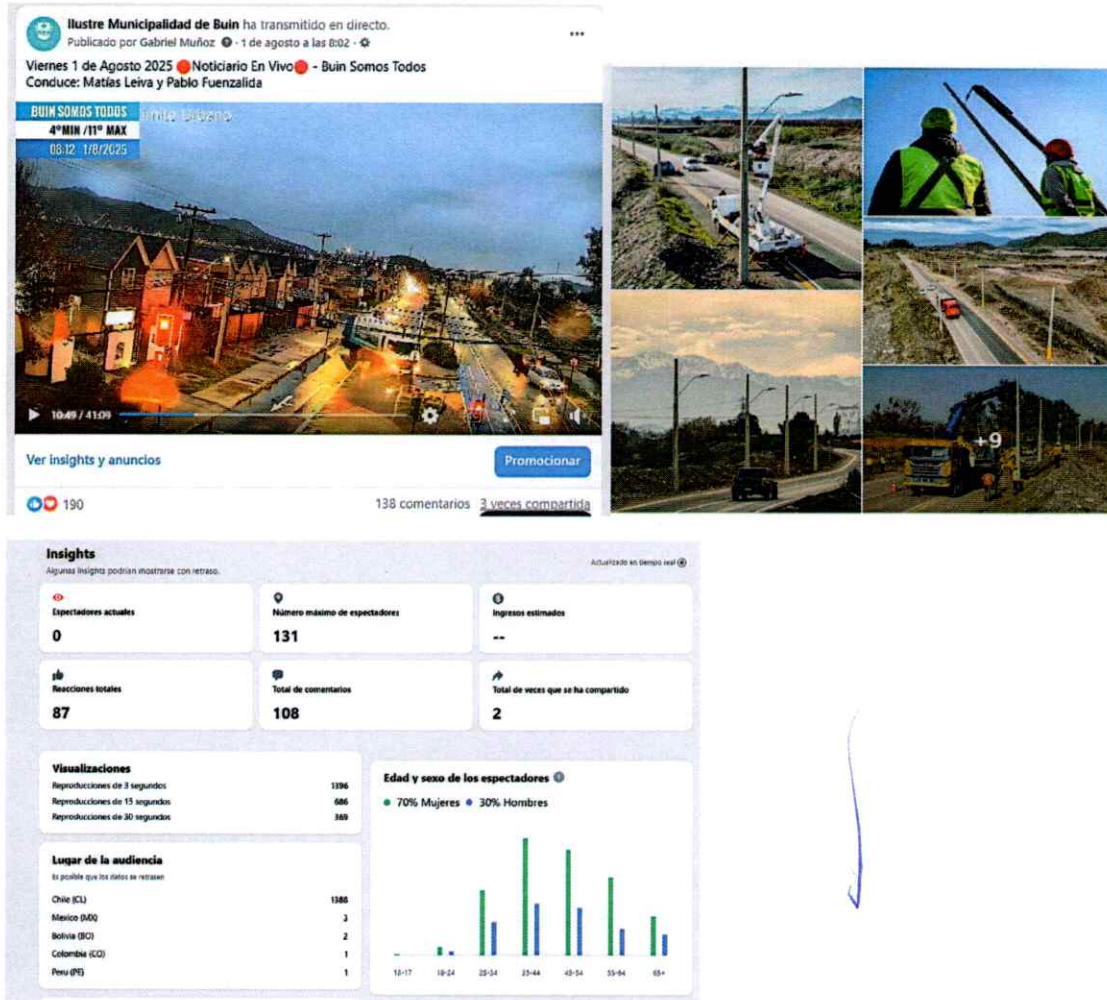 Ilustre Municipalidad de Buin ha transmitido en directo.
Publicado por Gabriel Muñoz · 1 de agosto a las 8:02 ·
Viernes 1 de Agosto 2025 🔴Noticiario En Vivo🔴 - Buin Somos Todos
Conduce: Matías Leiva y Pablo Fuenzalida
BUIN SOMOS TODOS
4º MIN / 11º MAX
08:12 1/8/2025
Urbano
10:49 / 41:09
Ver insights y anuncios
Promocionar
190
138 comentarios 3 veces compartida
+9
Insights
Algunas insights podrían mostrarse con retraso.
Actualizado en tiempo real
Espectadores actuales
0
Número máximo de espectadores
131
Ingresos estimados
--
Reacciones totales
87
Total de comentarios
108
Total de veces que se ha compartido
2
Visualizaciones
Reproducciones de 3 segundos 1396
Reproducciones de 15 segundos 686
Reproducciones de 30 segundos 369
Lugar de la audiencia
Es posible que los datos se retrasen
Chile (CL) 1388
Mexico (MX) 3
Bolivia (BO) 2
Colombia (CO) 1
Peru (PE) 1
Edad y sexo de los espectadores
70% Mujeres 30% Hombres
18-24
45-54
55-64
65+